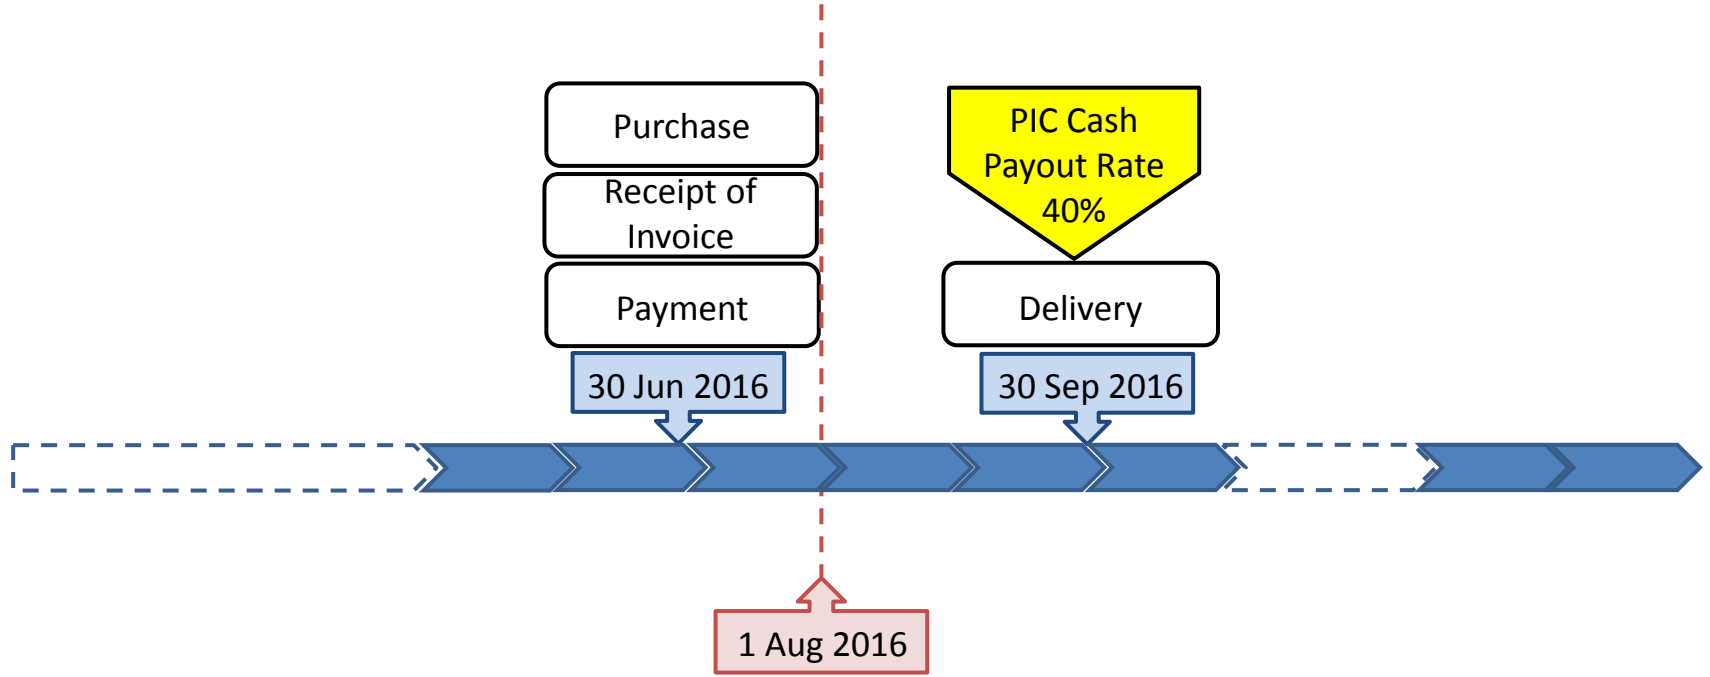 Purchase
Receipt of
Invoice
Payment
30 Jun 2016
PIC Cash
Payout Rate
40%
Delivery
30 Sep 2016
1 Aug 2016